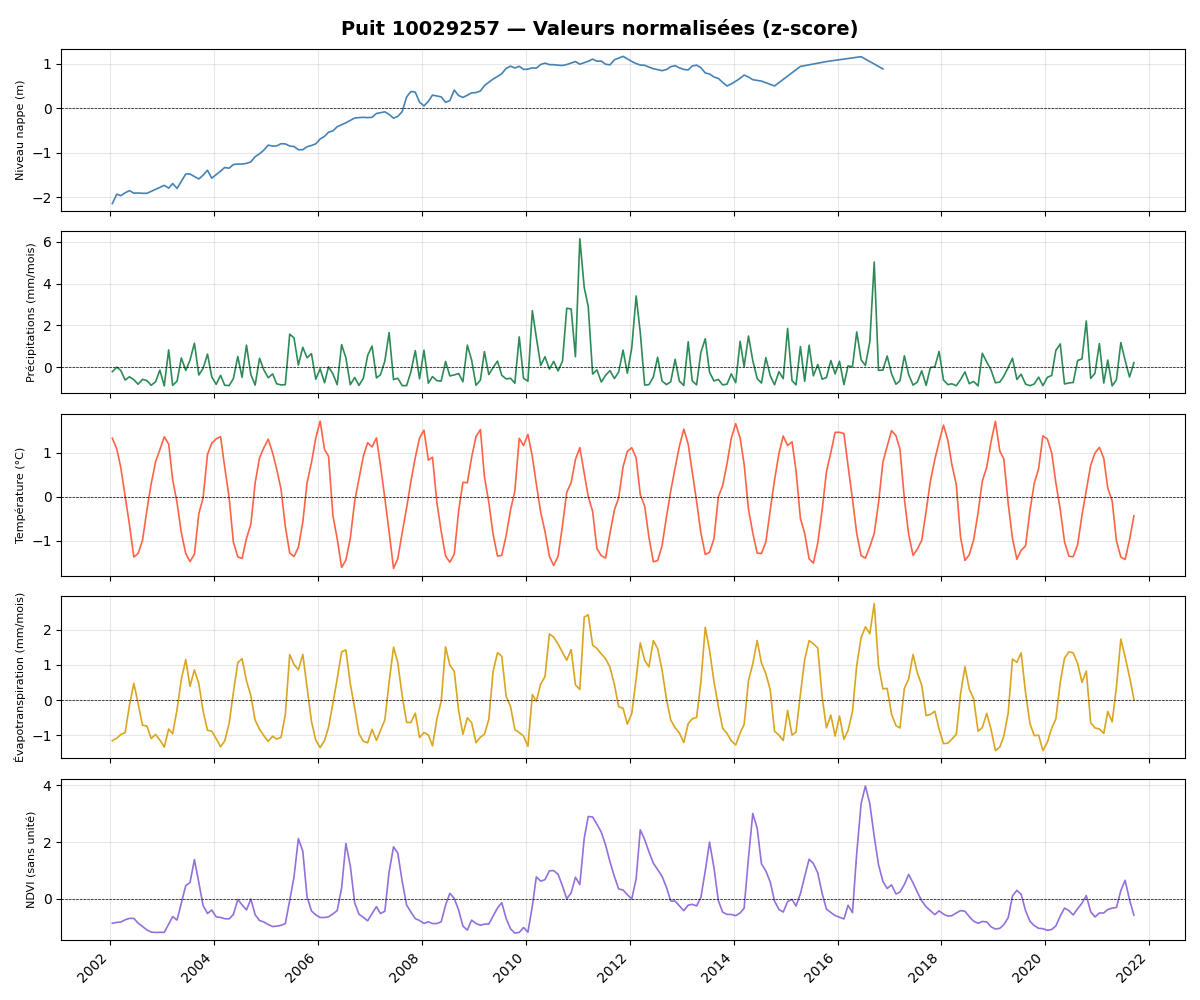 Puit 10029257 — Valeurs normalisées (z-score)
Niveau nappe (m)
1
0
−1
−2
Précipitations (mm/mois)
6
4
2
0
Température (°C)
1
0
−1
Évapotranspiration (mm/mois)
2
1
0
−1
NDVI (sans unité)
4
2
0
2002 2004 2006 2008 2010 2012 2014 2016 2018 2020 2022